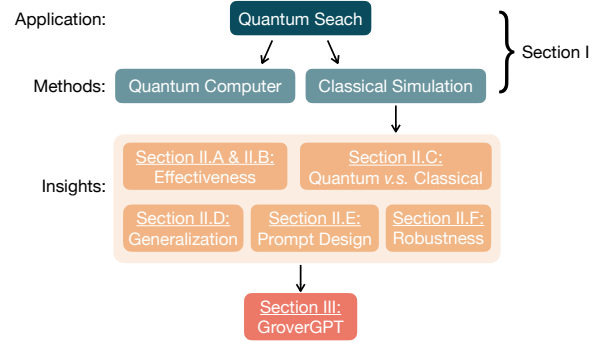 Application:
Quantum Seach
Section I
Methods:
Quantum Computer
Classical Simulation
Insights:
Section II.A & II.B:
Effectiveness
Section II.C:
Quantum v.s. Classical
Section II.D:
Generalization
Section II.E:
Prompt Design
Section II.F:
Robustness
Section III:
GroverGPT